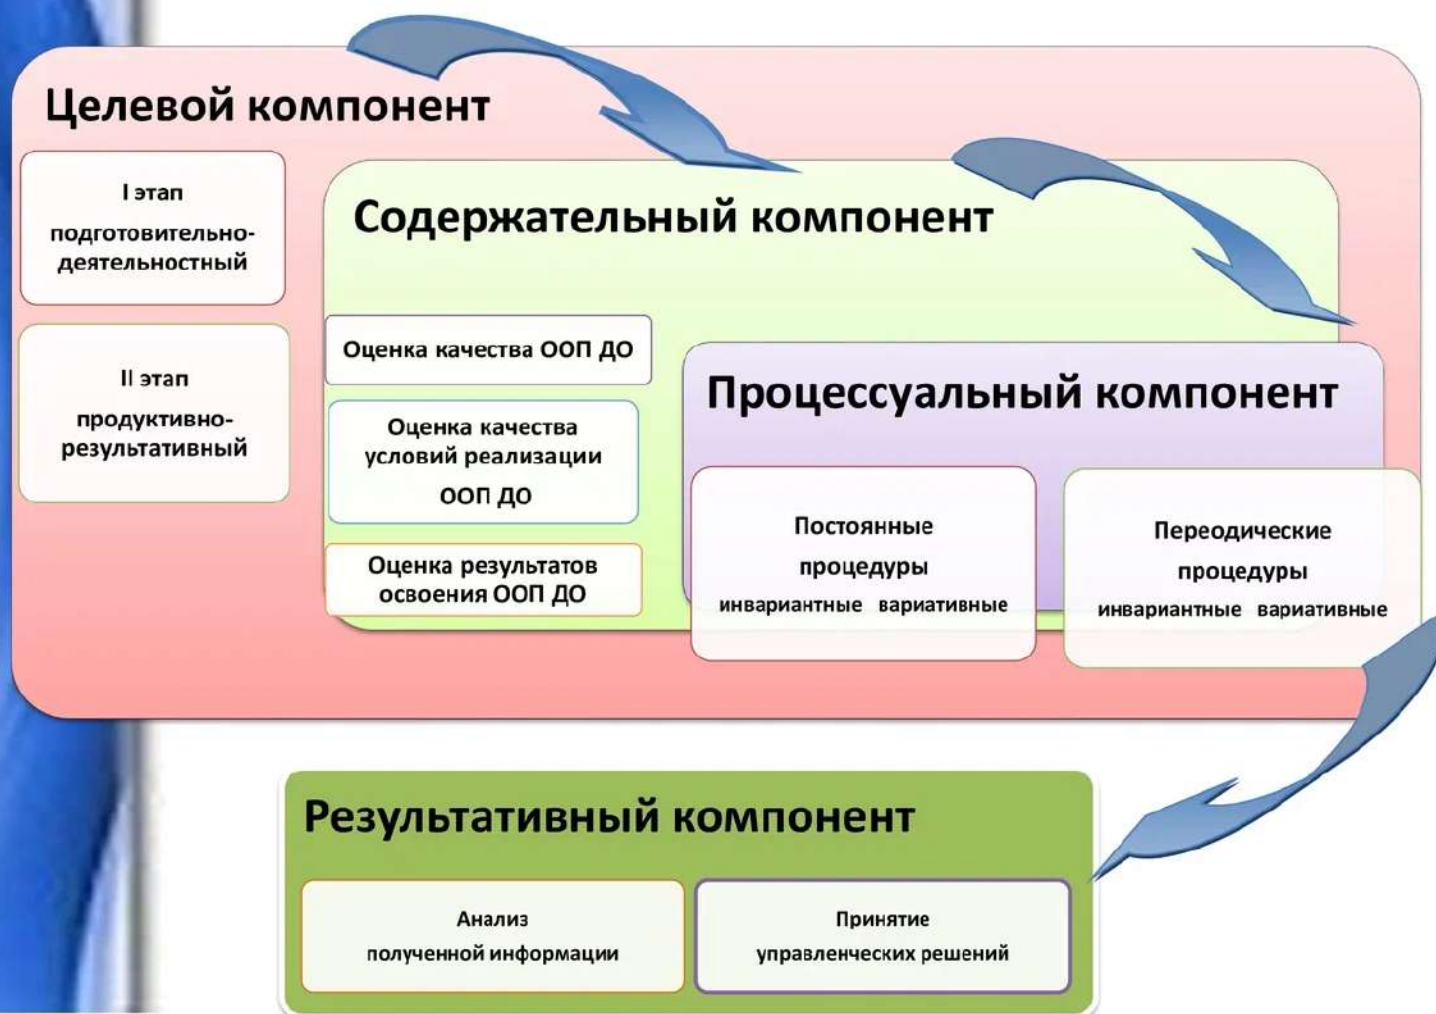 Целевой компонент
I этап
подготовительно-
деятельностный
II этап
продуктивно-
результативный
Содержательный компонент
Оценка качества ООП ДО
Оценка качества
условий реализации
ООП ДО
Оценка результатов
освоения ООП ДО
Процессуальный компонент
Постоянные
процедуры
инвариантные вариативные
Переодические
процедуры
инвариантные вариативные
Результативный компонент
Анализ
полученной информации
Принятие
управленческих решений